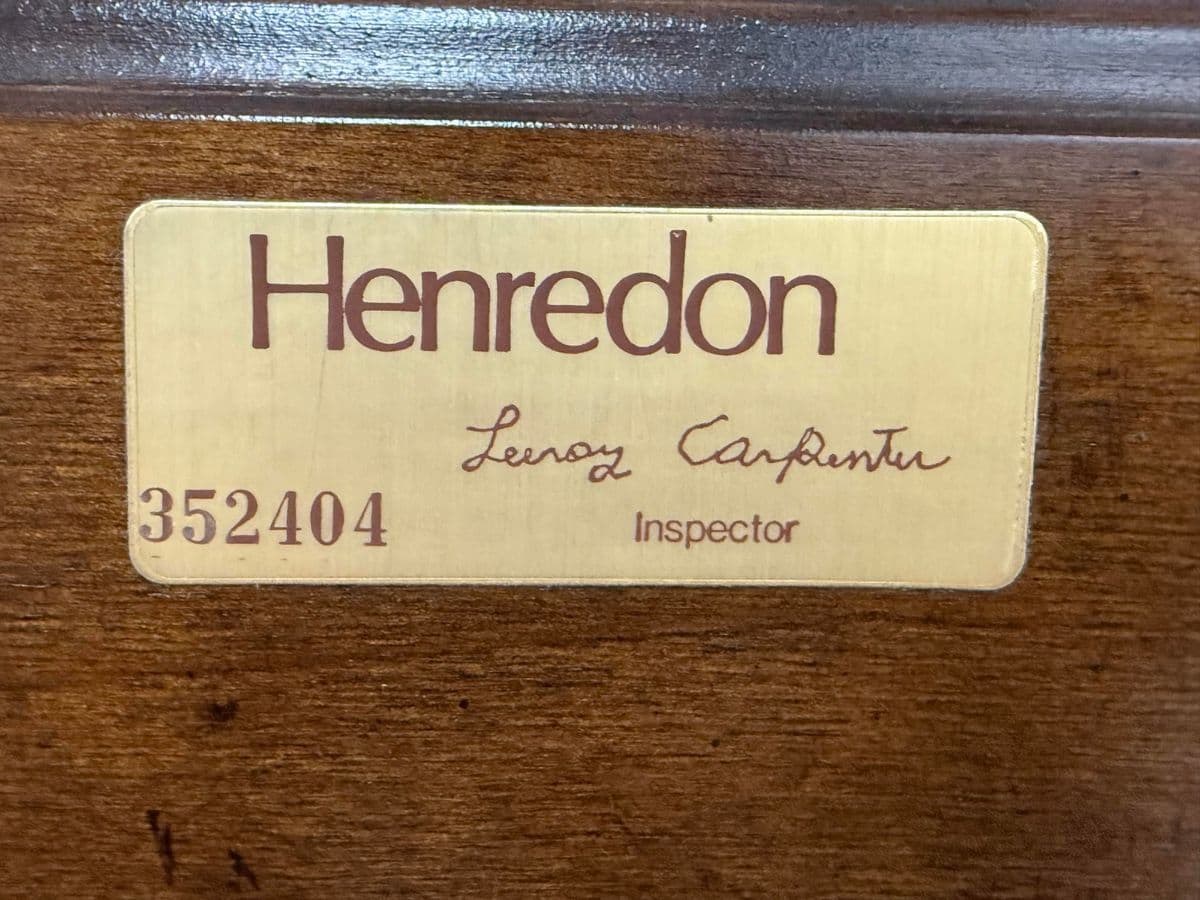 Henredon
Leeroy Carpenter
352404 Inspector